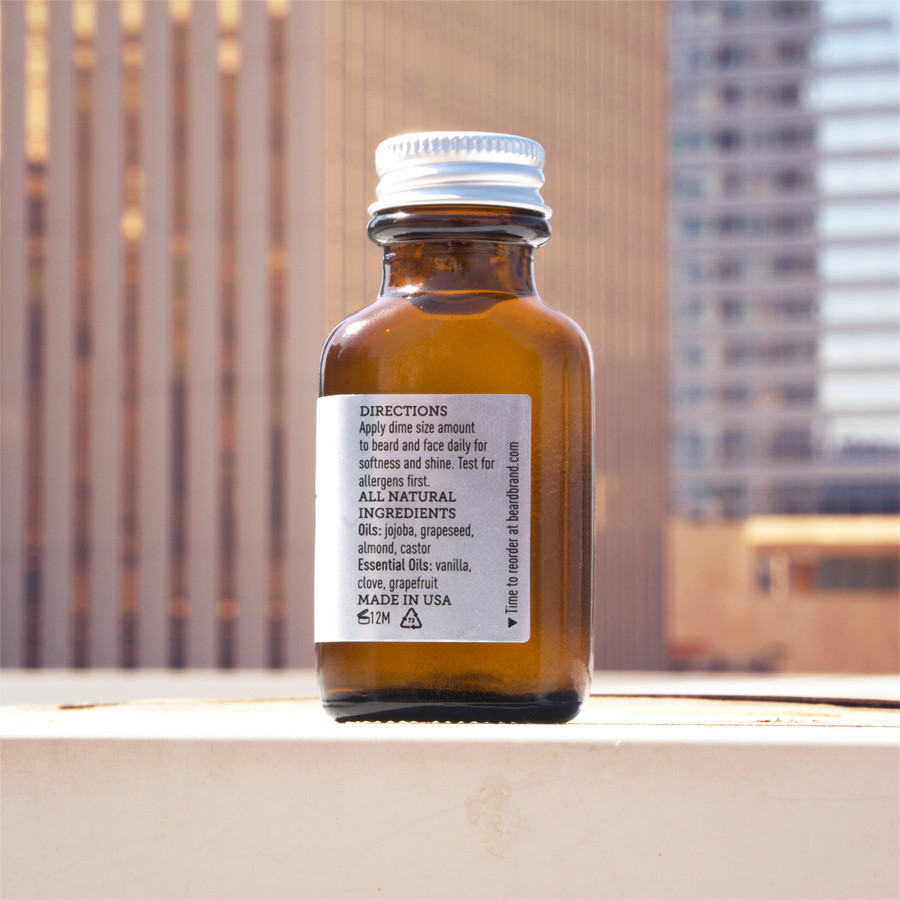 DIRECTIONS
Apply dime size amount
to beard and face daily for
softness and shine. Test for
allergens first.
ALL NATURAL
INGREDIENTS
Oils: jojoba, grapeseed,
almond, castor
Essential Oils: vanilla,
clove, grapefruit
MADE IN USA
12M 73
▼ Time to reorder at beardbrand.com